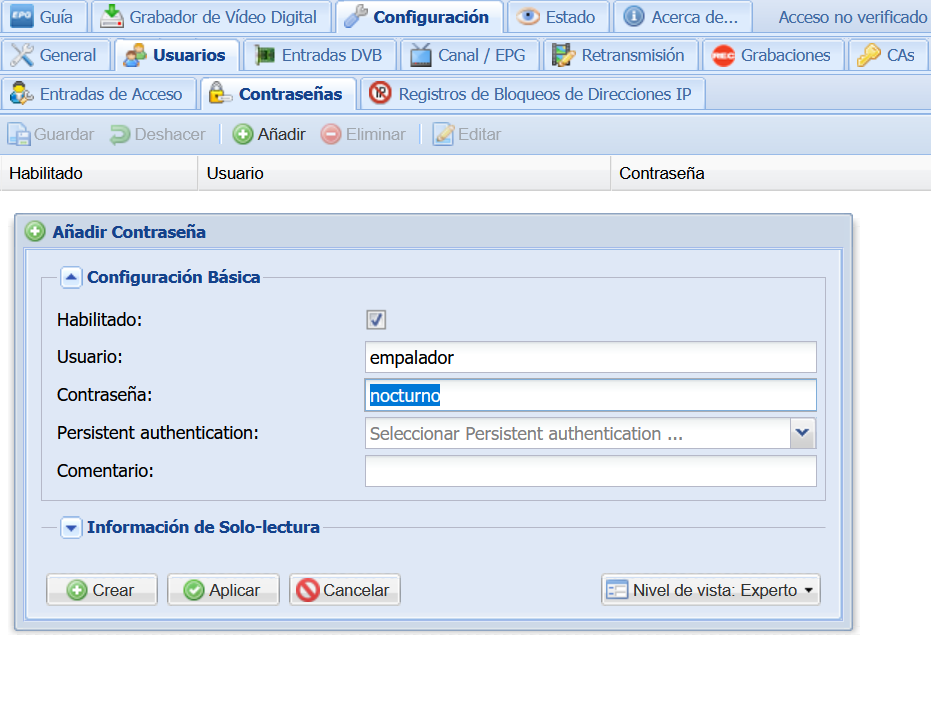 EPG Guía Grabador de Vídeo Digital Configuración Estado Acerca de... Acceso no verificado
General Usuarios Entradas DVB Canal / EPG Retransmisión REC Grabaciones CAs
Entradas de Acceso Contraseñas IP Registros de Bloqueos de Direcciones IP
Guardar Deshacer Añadir Eliminar Editar
Habilitado Usuario Contraseña
Añadir Contraseña
Configuración Básica
Habilitado:
Usuario: empalador
Contraseña: nocturno
Persistent authentication: Seleccionar Persistent authentication ...
Comentario:
Información de Solo-lectura
Crear Aplicar Cancelar Nivel de vista: Experto